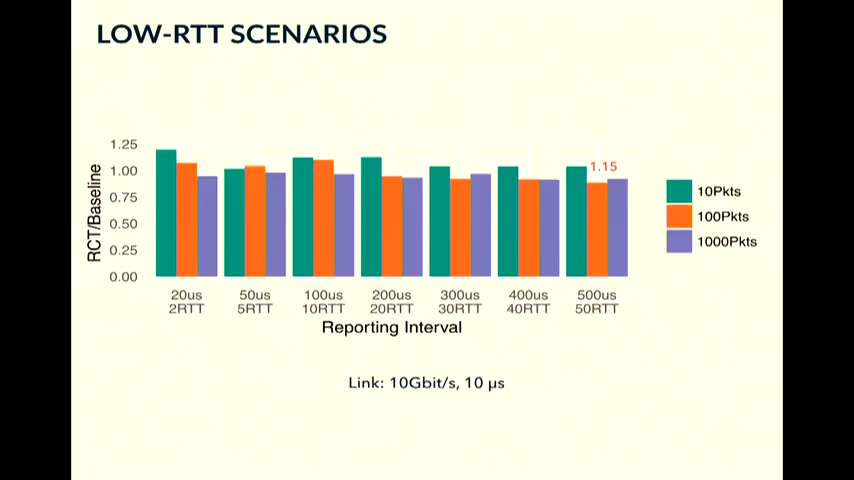 LOW-RTT SCENARIOS
1.25
1.00
0.75
0.50
0.25
0.00
RCT/Baseline
1.15
10Pkts
100Pkts
1000Pkts
20us 50us 100us 200us 300us 400us 500us
2RTT 5RTT 10RTT 20RTT 30RTT 40RTT 50RTT
Reporting Interval
Link: 10Gbit/s, 10 µs